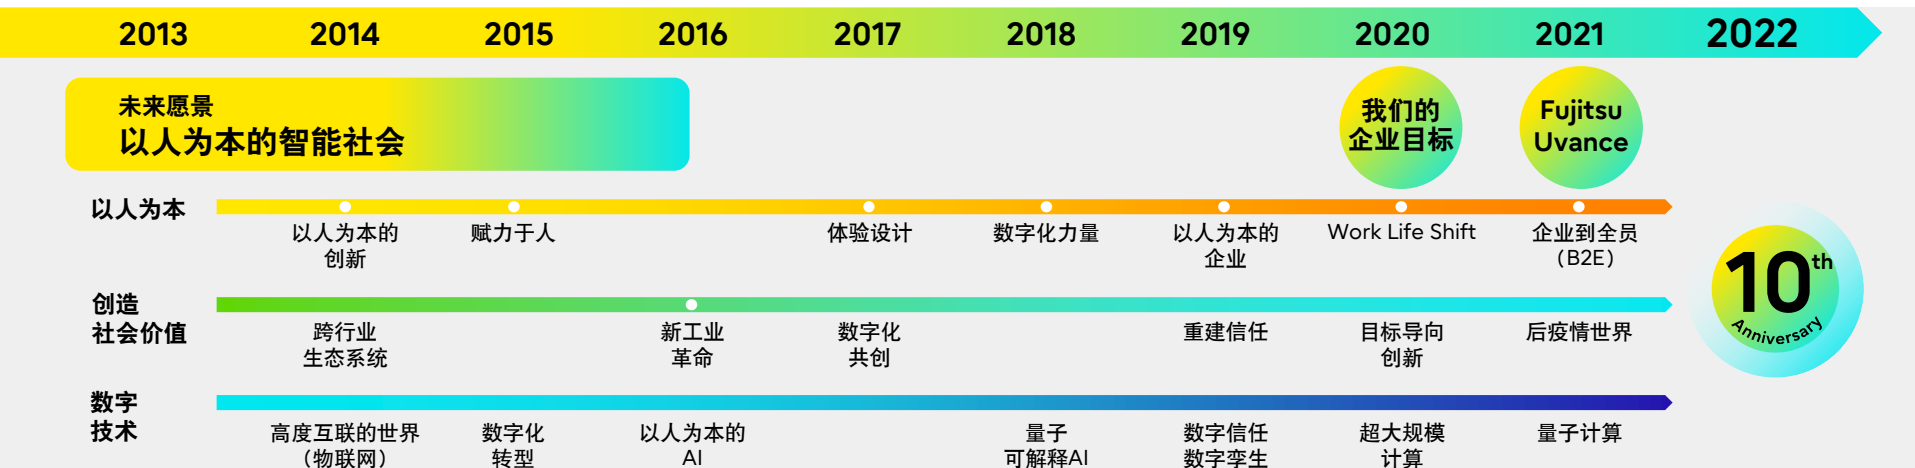 2013 2014 2015 2016 2017 2018 2019 2020 2021 2022
未来愿景
以人为本的智能社会
我们的
企业目标
Fujitsu
Uvance
以人为本
以人为本的
创新
赋力于人
体验设计
数字化力量
以人为本的
企业
Work Life Shift
企业到全员
（B2E）
创造
社会价值
跨行业
生态系统
新工业
革命
数字化
共创
重建信任
目标导向
创新
后疫情世界
10th
Anniversary
数字
技术
高度互联的世界
（物联网）
数字化
转型
以人为本的
AI
量子
可解释AI
数字信任
数字孪生
超大规模
计算
量子计算